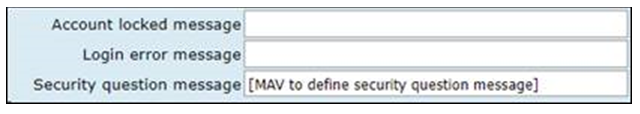 Account locked message
Login error message
Security question message [MAV to define security question message]